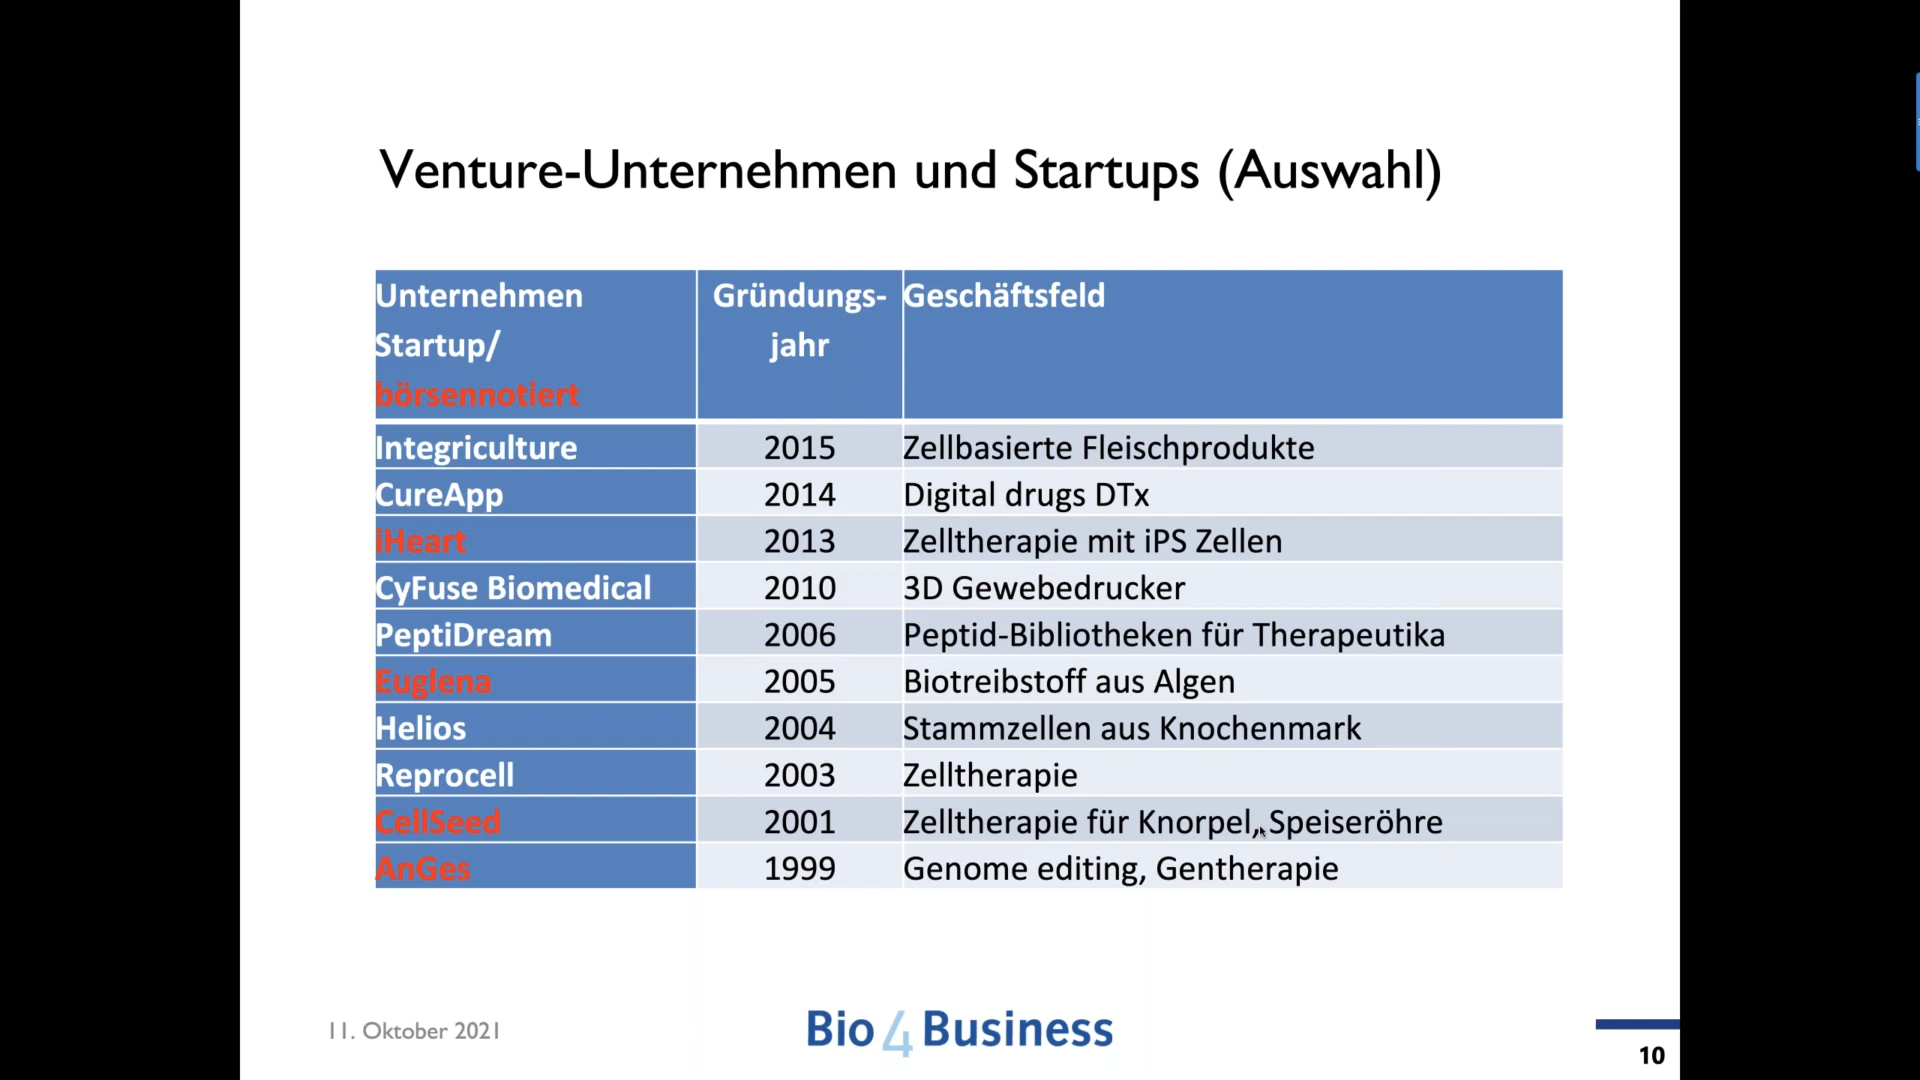 Venture-Unternehmen und Startups (Auswahl)
Unternehmen
Startup/
börsennotiert
Gründungs-
jahr
Geschäftsfeld
Integriculture 2015 Zellbasierte Fleischprodukte
CureApp 2014 Digital drugs DTx
iHeart 2013 Zelltherapie mit iPS Zellen
CyFuse Biomedical 2010 3D Gewebedrucker
PeptiDream 2006 Peptid-Bibliotheken für Therapeutika
Euglena 2005 Biotreibstoff aus Algen
Helios 2004 Stammzellen aus Knochenmark
Reprocell 2003 Zelltherapie
CellSeed 2001 Zelltherapie für Knorpel, Speiseröhre
AnGes 1999 Genome editing, Gentherapie
11. Oktober 2021
Bio4Business
10